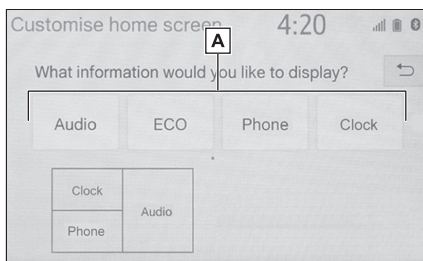 Customise home screen 4:20
A
What information would you like to display?
Audio ECO Phone Clock
Clock
Audio
Phone